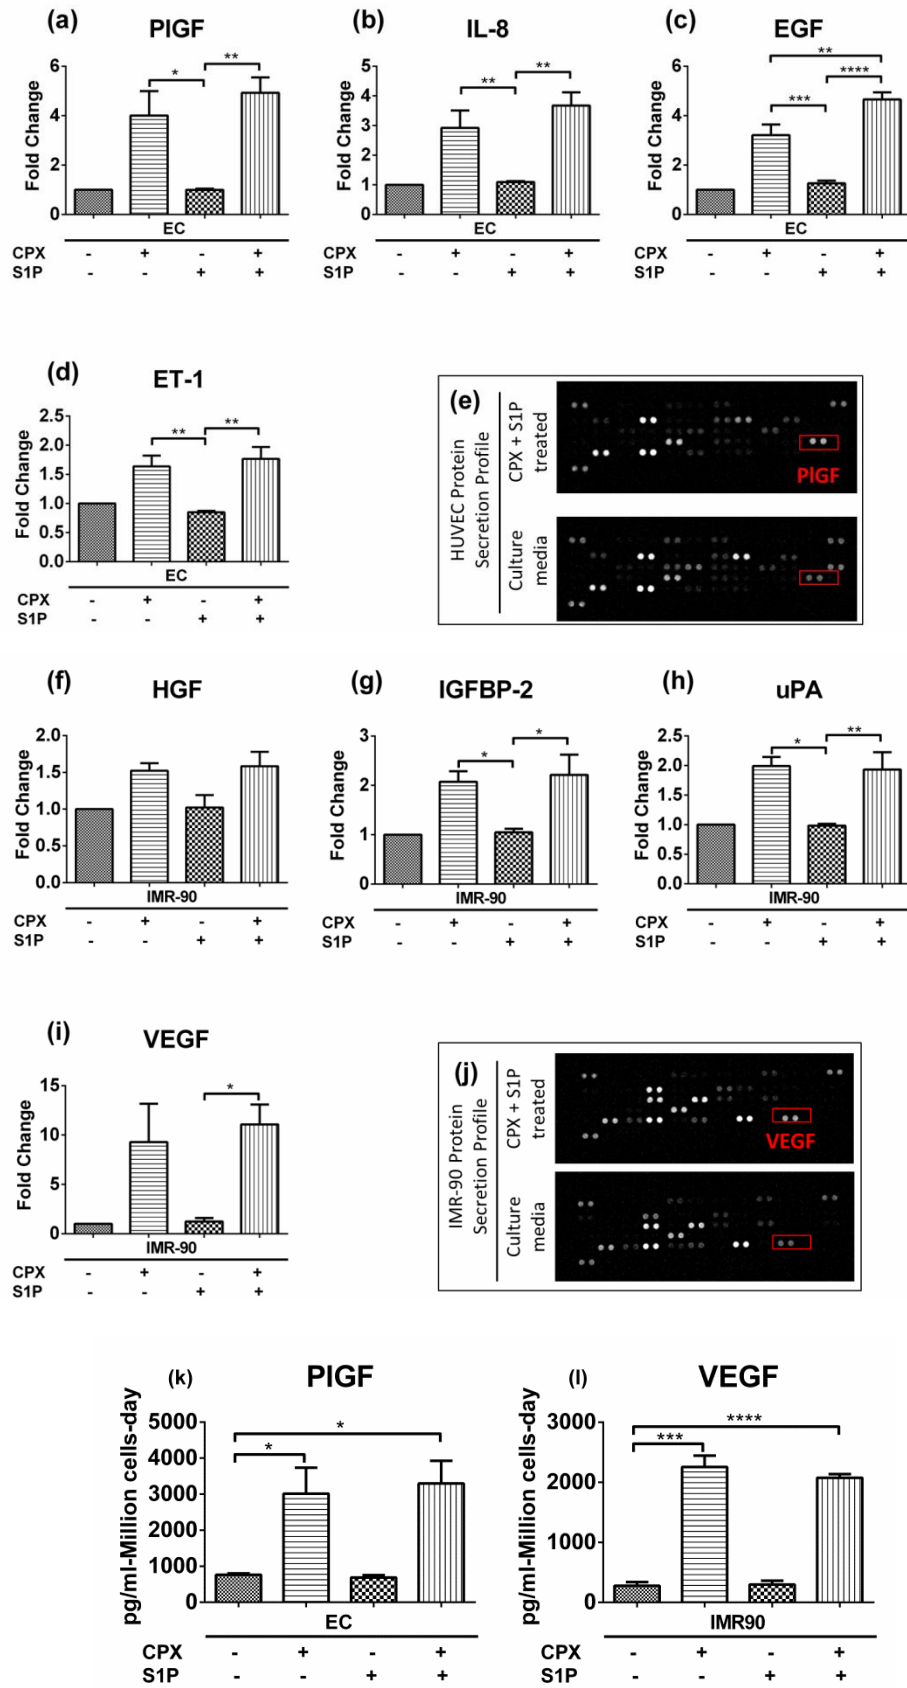 (a)
PlGF
Fold Change
6
4
2
0
*
**
EC
CPX - + - +
S1P - - + +
(b)
IL-8
Fold Change
5
4
3
2
1
0
**
**
EC
CPX - + - +
S1P - - + +
(c)
EGF
Fold Change
6
4
2
0
**
***
****
EC
CPX - + - +
S1P - - + +
(d)
ET-1
Fold Change
2.5
2.0
1.5
1.0
0.5
0.0
**
**
EC
CPX - + - +
S1P - - + +
(e)
HUVEC Protein
Secretion Profile
CPX + S1P
treated
PlGF
Culture
media
(f)
HGF
Fold Change
2.0
1.5
1.0
0.5
0.0
IMR-90
CPX - + - +
S1P - - + +
(g)
IGFBP-2
Fold Change
3
2
1
0
*
*
IMR-90
CPX - + - +
S1P - - + +
(h)
uPA
Fold Change
2.5
2.0
1.5
1.0
0.5
0.0
*
**
IMR-90
CPX - + - +
S1P - - + +
(i)
VEGF
Fold Change
15
10
5
0
*
IMR-90
CPX - + - +
S1P - - + +
(j)
IMR-90 Protein
Secretion Profile
CPX + S1P
treated
VEGF
Culture
media
(k)
PlGF
pg/ml-Million cells-day
5000
4000
3000
2000
1000
0
*
*
EC
CPX - + - +
S1P - - + +
(l)
VEGF
pg/ml-Million cells-day
3000
2000
1000
0
****
***
IMR90
CPX - + - +
S1P - - + +